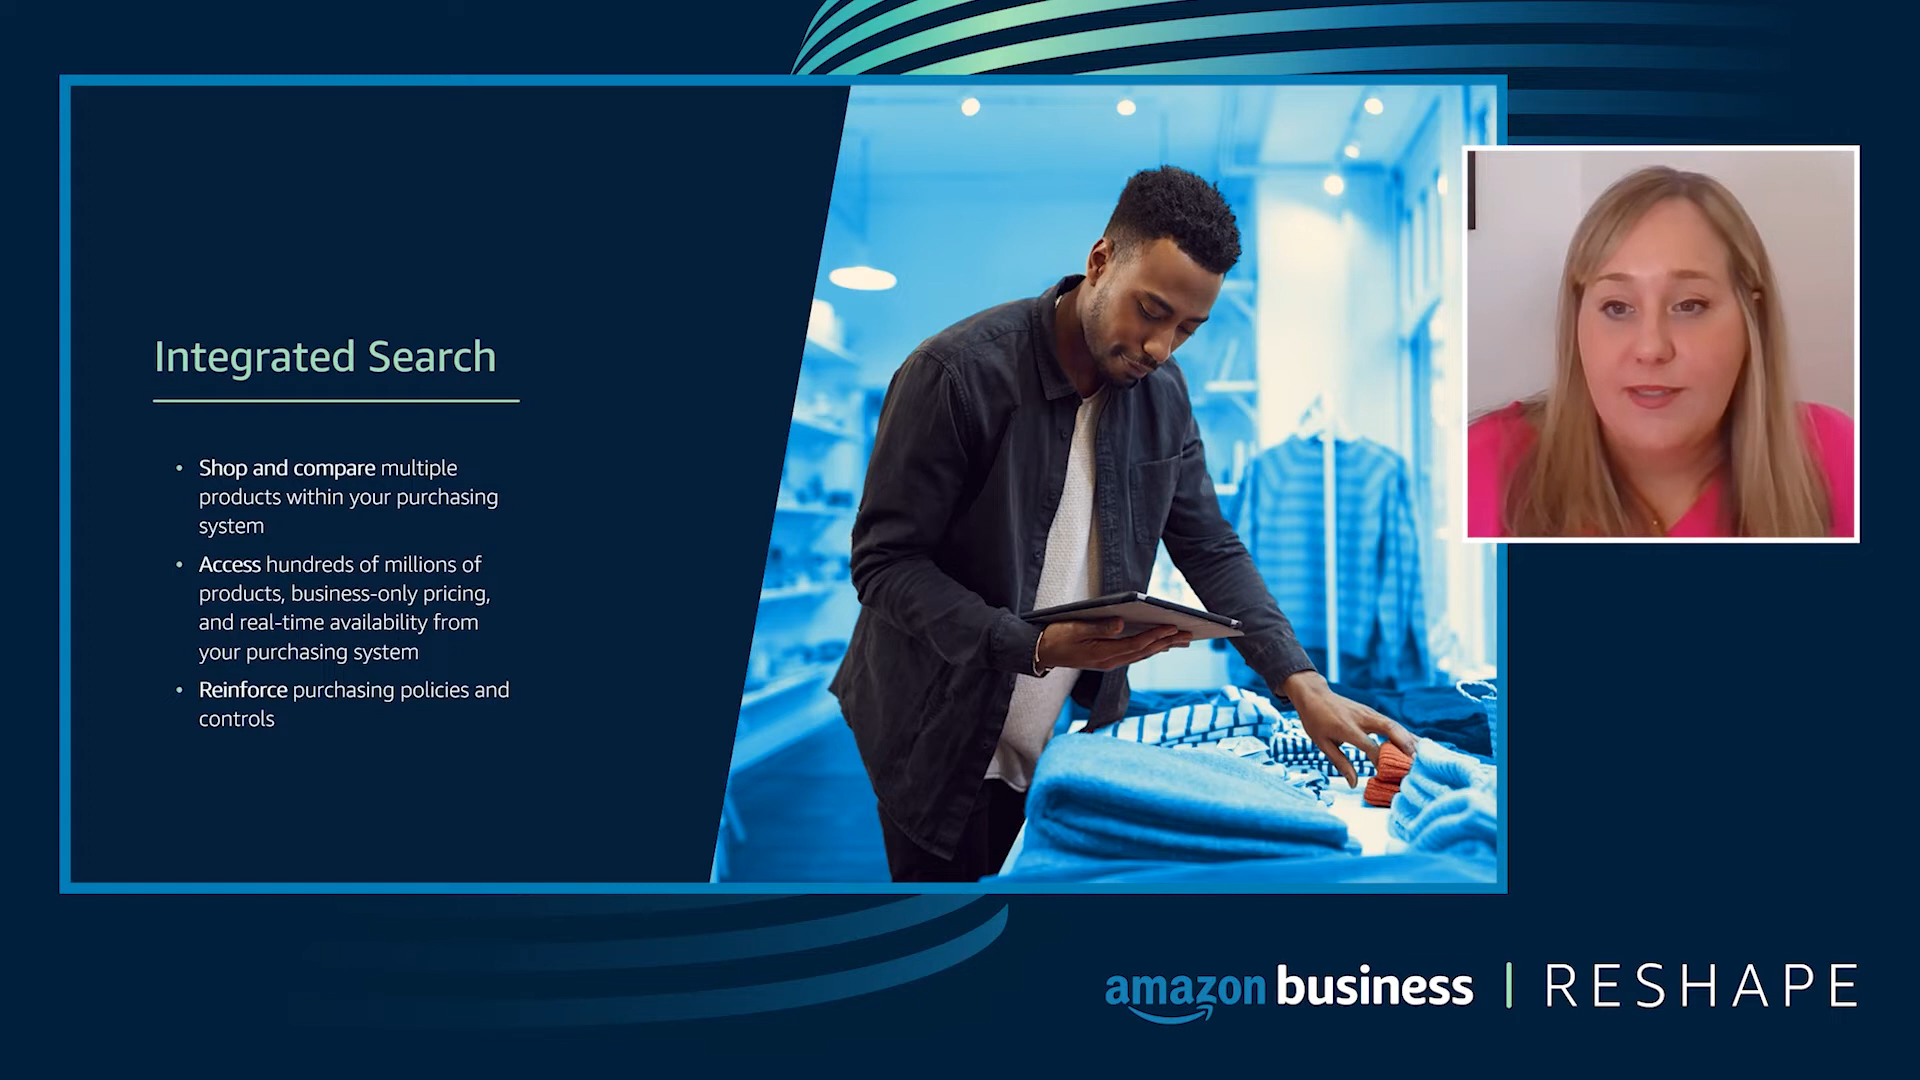 Integrated Search
• Shop and compare multiple
products within your purchasing
system
• Access hundreds of millions of
products, business-only pricing,
and real-time availability from
your purchasing system
• Reinforce purchasing policies and
controls
amazon business | RESHAPE